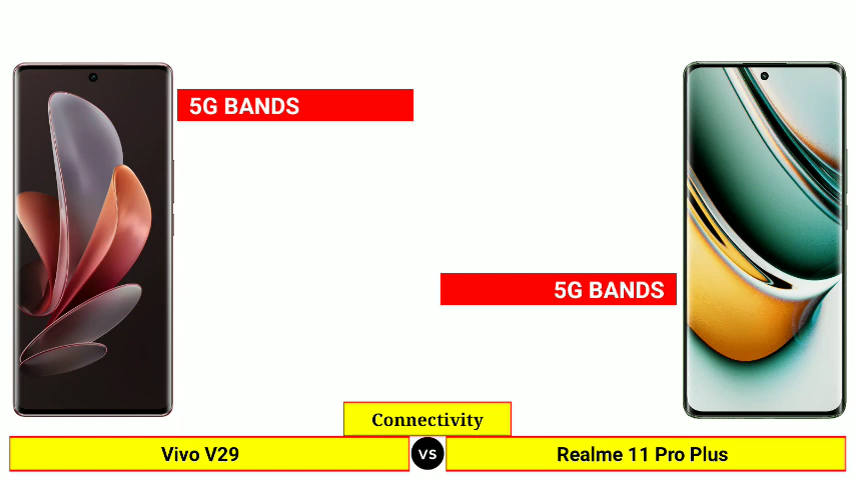 5G BANDS
5G BANDS
Connectivity
Vivo V29
VS
Realme 11 Pro Plus